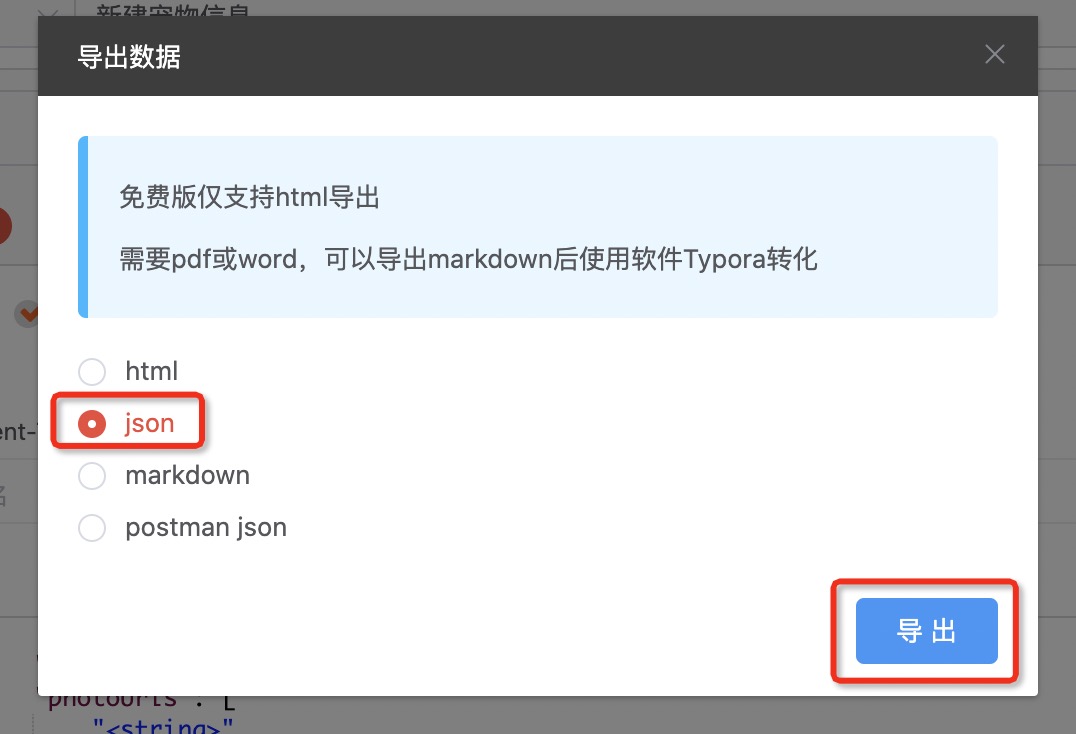 新建宠物信息
导出数据
免费版仅支持html导出
需要pdf或word，可以导出markdown后使用软件Typora转化
html
json
ent-
名
markdown
postman json
导出
"photoUrls": [
"<string>"